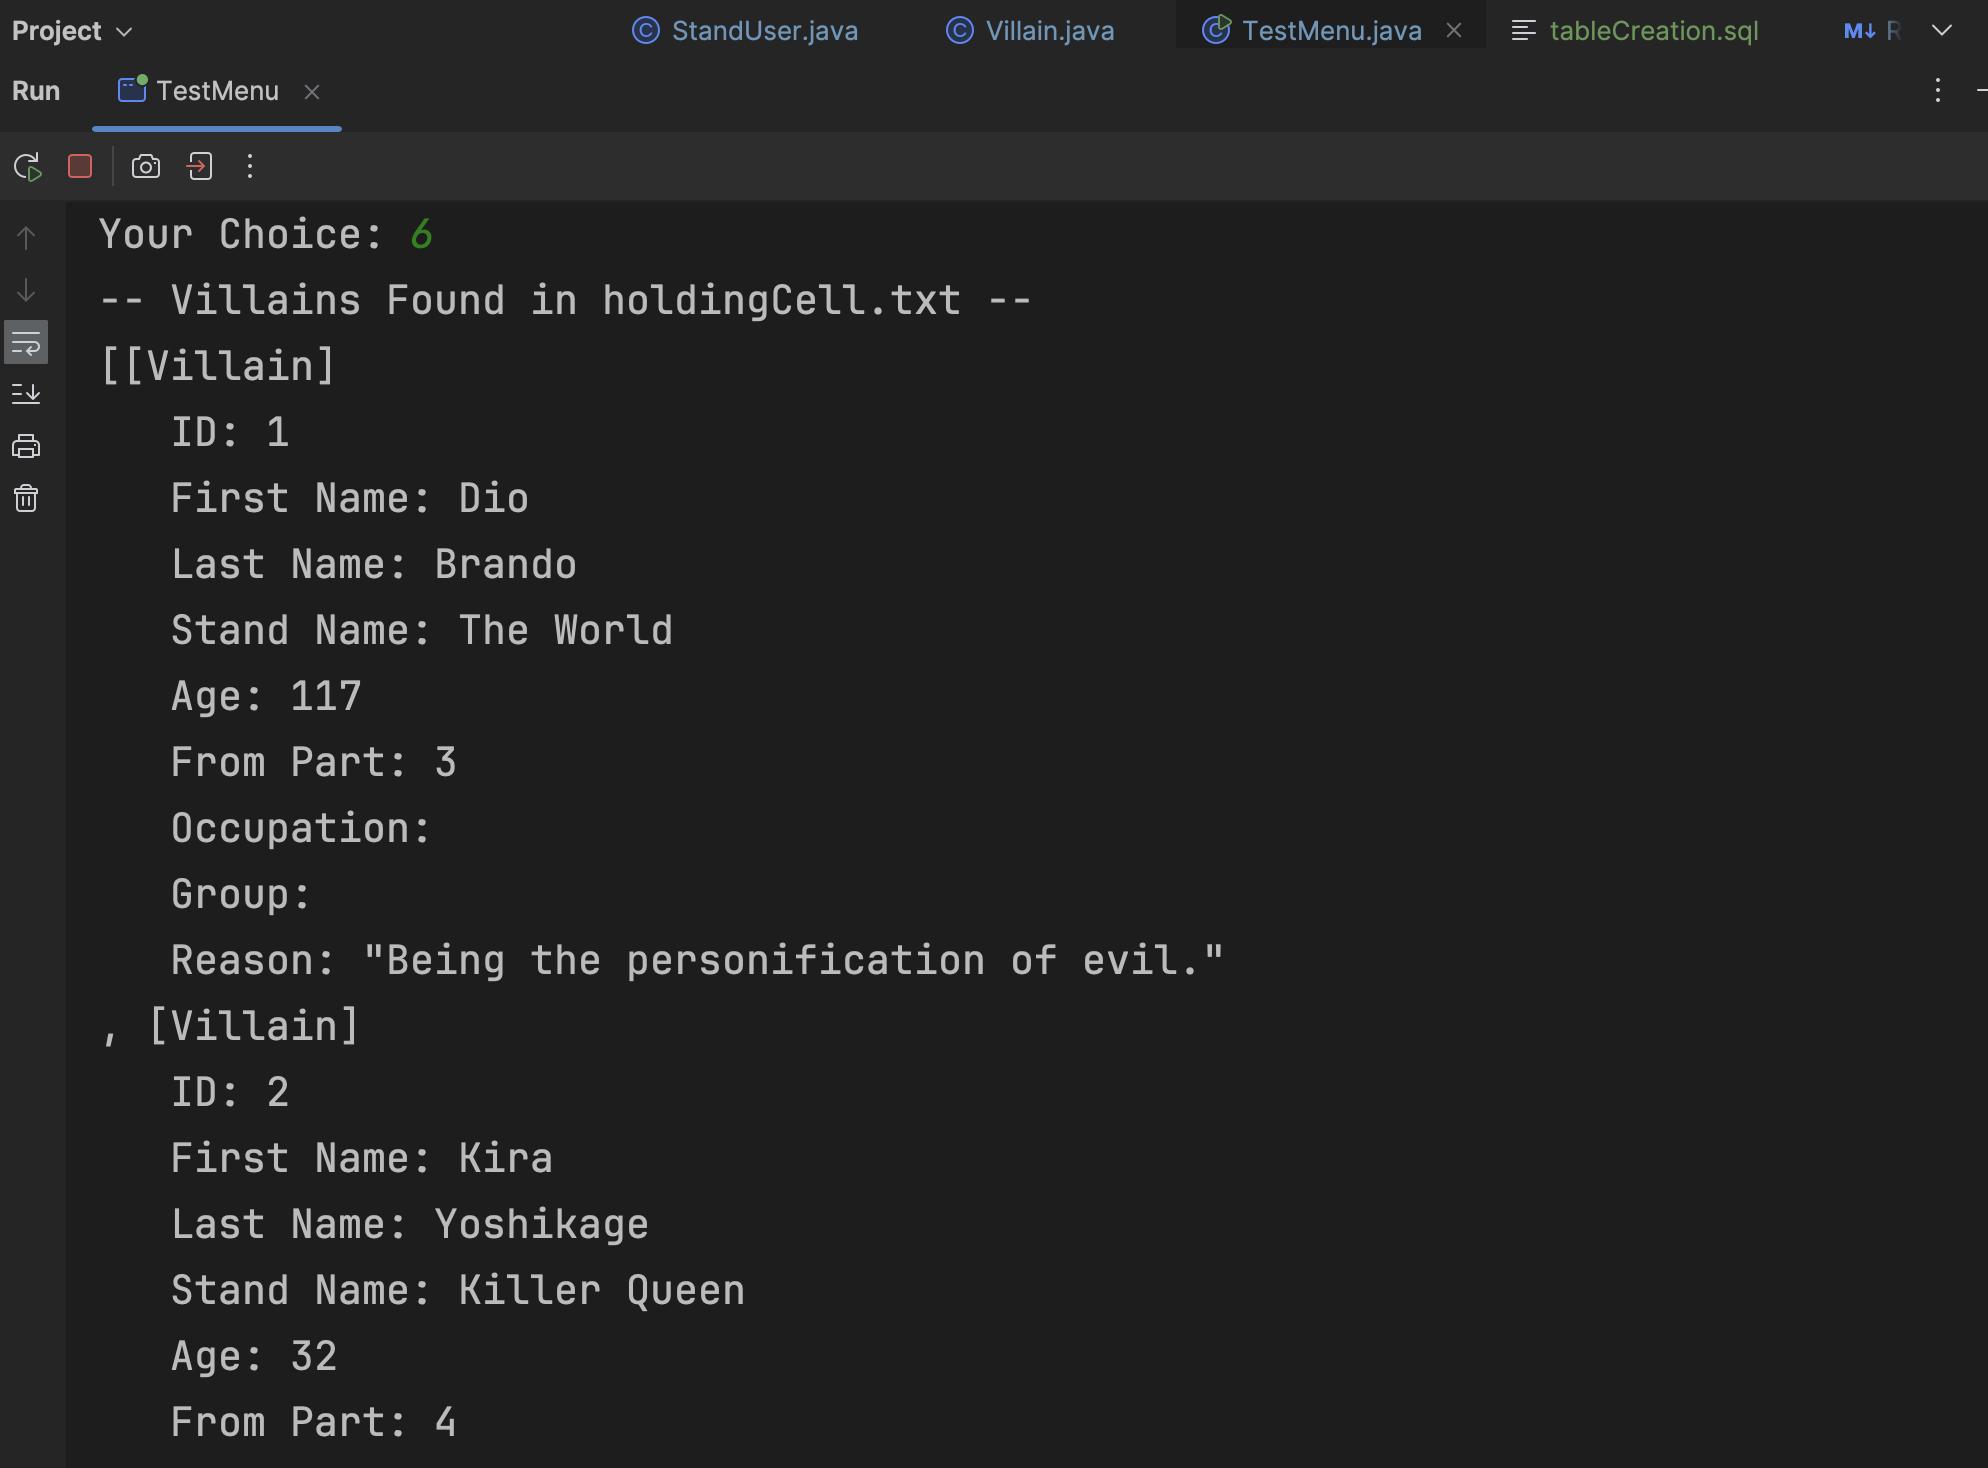 Project
StandUser.java Villain.java TestMenu.java tableCreation.sql M↓ R
Run TestMenu
Your Choice: 6
-- Villains Found in holdingCell.txt --
[[Villain]
ID: 1
First Name: Dio
Last Name: Brando
Stand Name: The World
Age: 117
From Part: 3
Occupation:
Group:
Reason: "Being the personification of evil."
, [Villain]
ID: 2
First Name: Kira
Last Name: Yoshikage
Stand Name: Killer Queen
Age: 32
From Part: 4